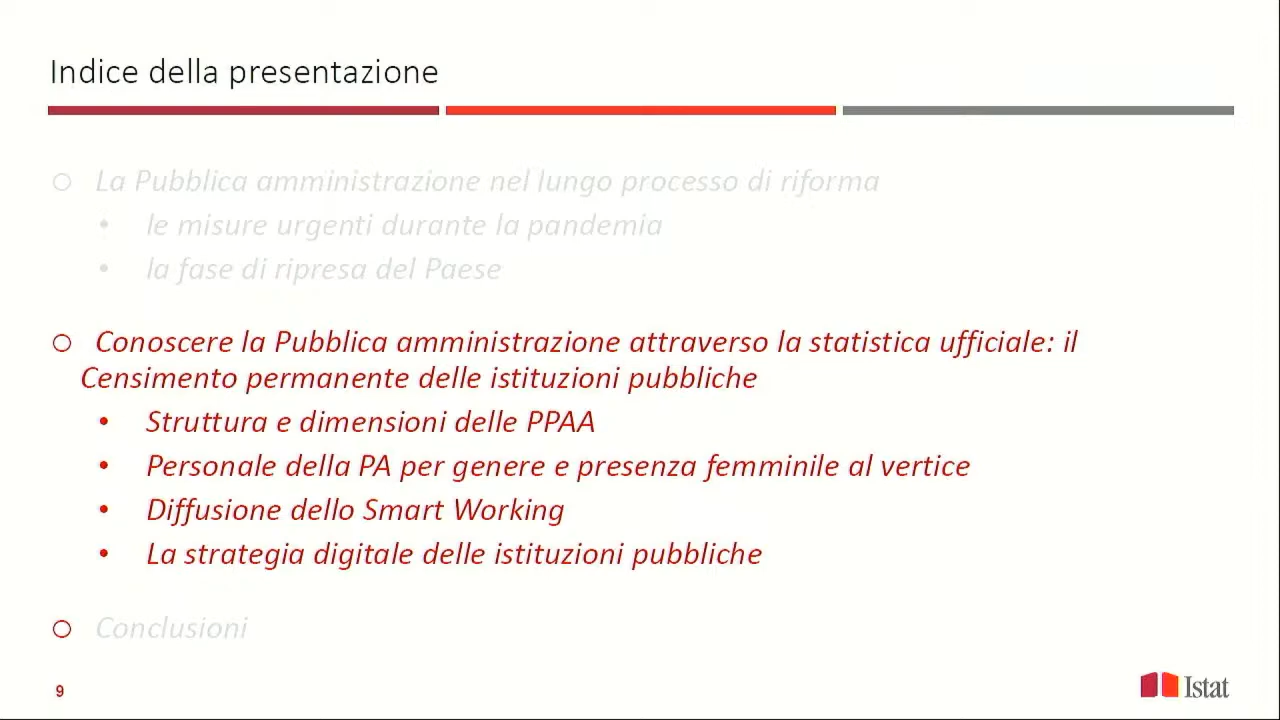 Indice della presentazione
○ La Pubblica amministrazione nel lungo processo di riforma
• le misure urgenti durante la pandemia
• la fase di ripresa del Paese
○ Conoscere la Pubblica amministrazione attraverso la statistica ufficiale: il
Censimento permanente delle istituzioni pubbliche
• Struttura e dimensioni delle PPAA
• Personale della PA per genere e presenza femminile al vertice
• Diffusione dello Smart Working
• La strategia digitale delle istituzioni pubbliche
○ Conclusioni
9
Istat